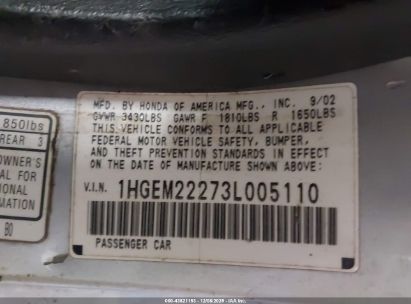 MFD. BY HONDA OF AMERICA MFG., INC. 9/02
GVWR 3430LBS GAWR F 1810LBS R 1650LBS
THIS VEHICLE CONFORMS TO ALL APPLICABLE
FEDERAL MOTOR VEHICLE SAFETY, BUMPER,
AND THEFT PREVENTION STANDARDS IN EFFECT
ON THE DATE OF MANUFACTURE SHOWN ABOVE:
V.I.N. 1HGEM22273L005110
PASSENGER CAR
850lbs
REAR 3
OWNER'S
AL FOR
IONAL
MATION
B0